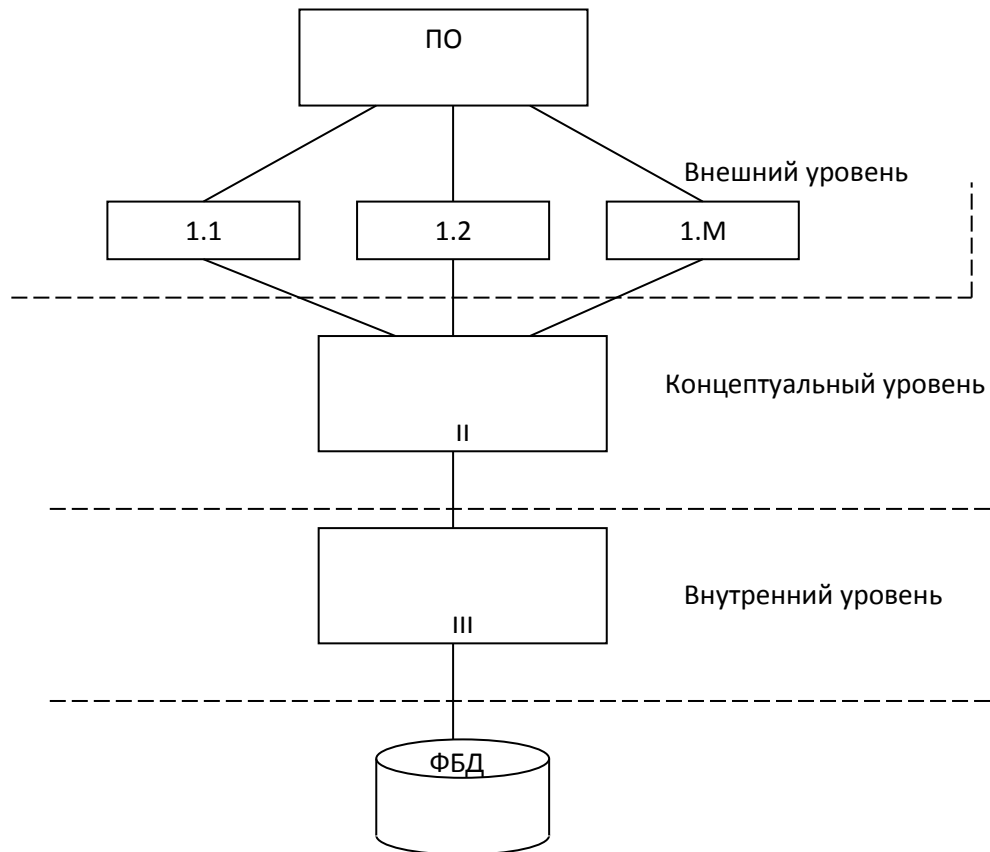 ПО
Внешний уровень
1.1
1.2
1.М
Концептуальный уровень
II
Внутренний уровень
III
ФБД